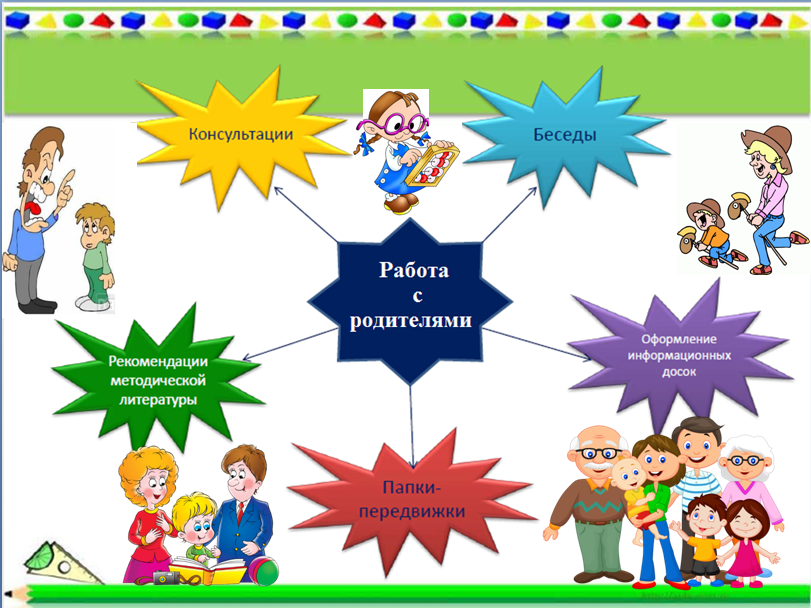 Консультации
Беседы
Работа
с
родителями
Рекомендации
методической
литературы
Оформление
информационных
досок
Папки-
передвижки